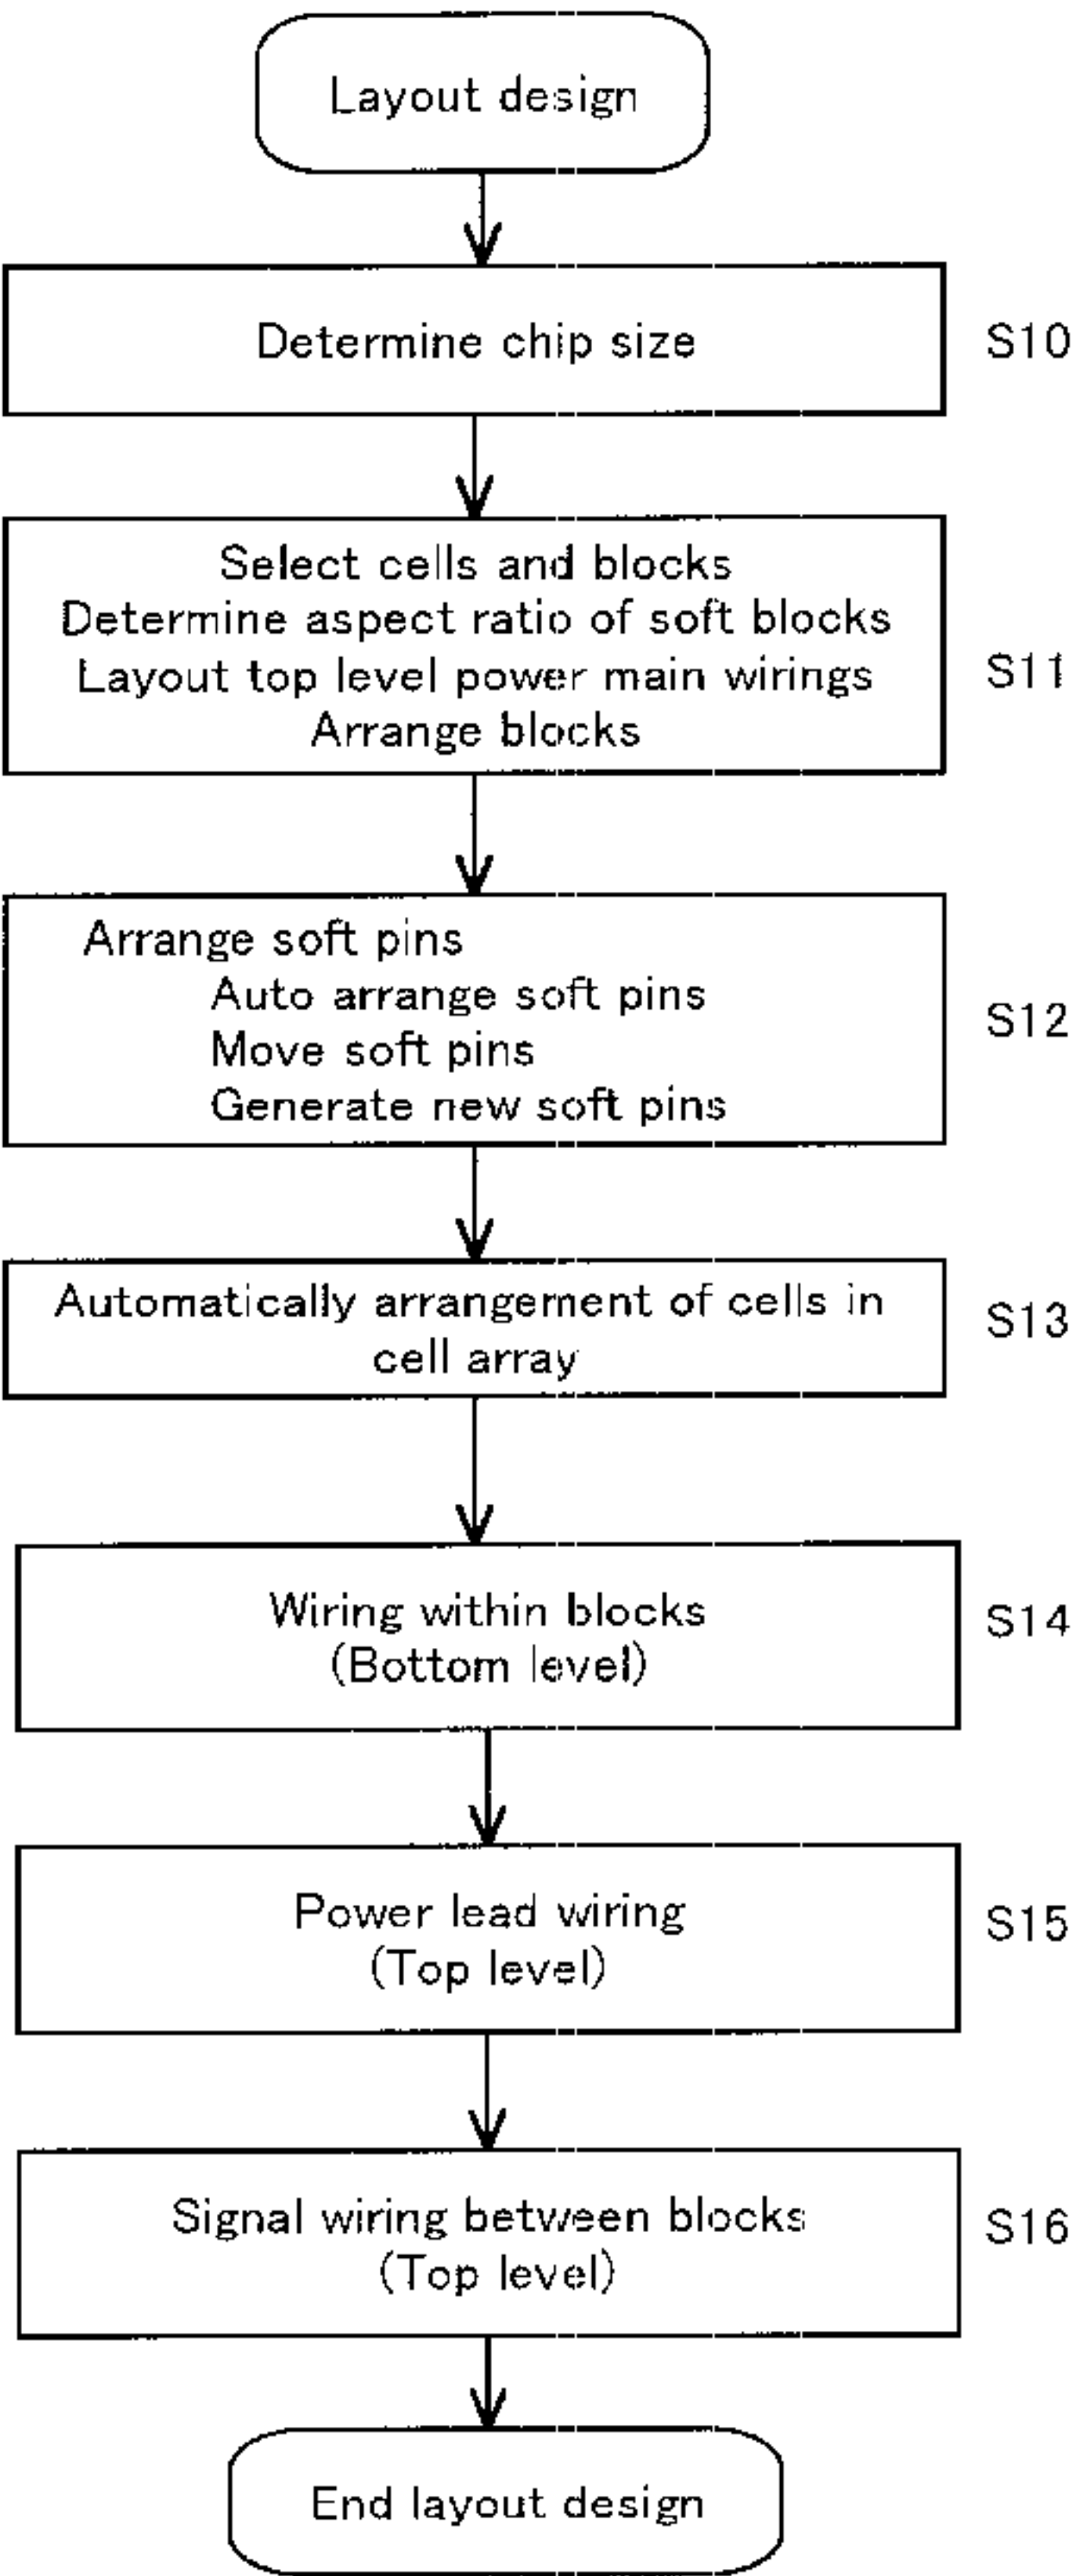 Layout design
Determine chip size
S10
Select cells and blocks
Determine aspect ratio of soft blocks
Layout top level power main wirings
Arrange blocks
S11
Arrange soft pins
Auto arrange soft pins
Move soft pins
Generate new soft pins
S12
Automatically arrangement of cells in
cell array
S13
Wiring within blocks
(Bottom level)
S14
Power lead wiring
(Top level)
S15
Signal wiring between blocks
(Top level)
S16
End layout design